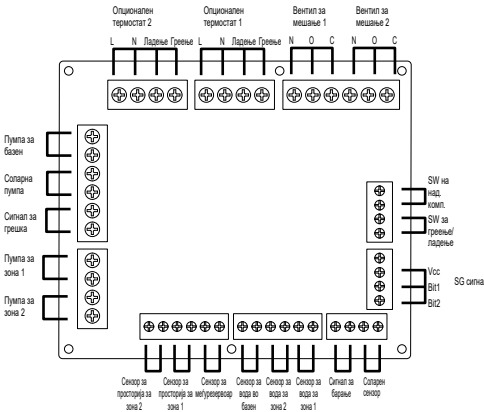 Опционален термостат 2
Опционален термостат 1
Вентил за мешање 1
Вентил за мешање 2
L N Ладење Греење
L N Ладење Греење
N O C
N O C
Пумпа за базен
Соларна пумпа
Сигнал за грешка
Пумпа за зона 1
Пумпа за зона 2
SW на над. комп.
SW за греење/ ладење
Vcc
Bit1
Bit2
SG сигна
Сензор за просторија за зона 2
Сензор за просторија за зона 1
Сензор за меѓурезервоар
Сензор за вода во базен
Сензор за вода за зона 2
Сензор за вода за зона 1
Сигнал за барање
Соларен сензор